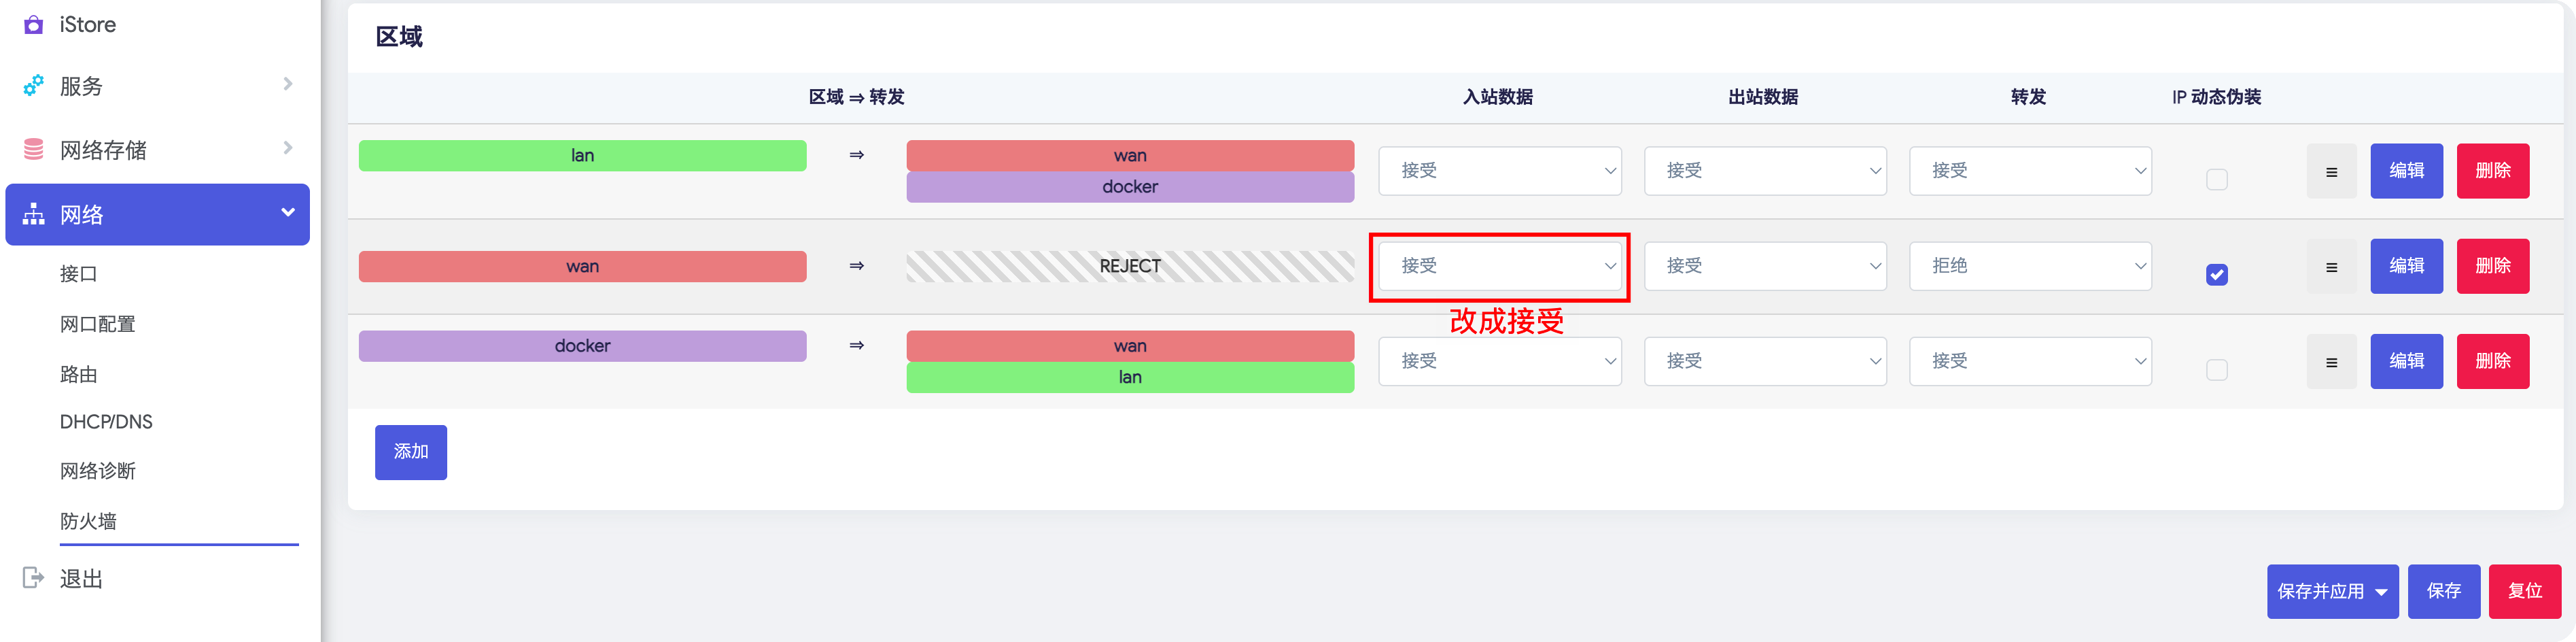 iStore
服务
网络存储
网络
接口
网口配置
路由
DHCP/DNS
网络诊断
防火墙
退出
区域
区域 ⇒ 转发 入站数据 出站数据 转发 IP 动态伪装
lan ⇒ wan
docker
接受 接受 接受 ≡ 编辑 删除
wan ⇒ REJECT 接受 接受 拒绝 ≡ 编辑 删除
改成接受
docker ⇒ wan
lan
接受 接受 接受 ≡ 编辑 删除
添加
保存并应用 保存 复位